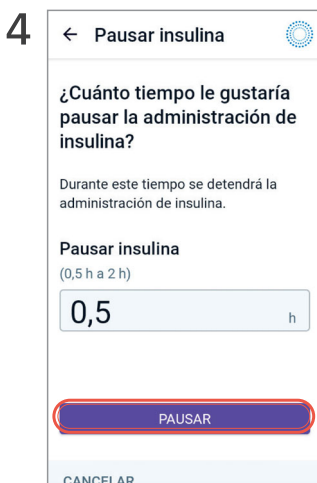 4
← Pausar insulina
¿Cuánto tiempo le gustaría
pausar la administración de
insulina?
Durante este tiempo se detendrá la
administración de insulina.
Pausar insulina
(0,5 h a 2 h)
0,5 h
PAUSAR
CANCELAR